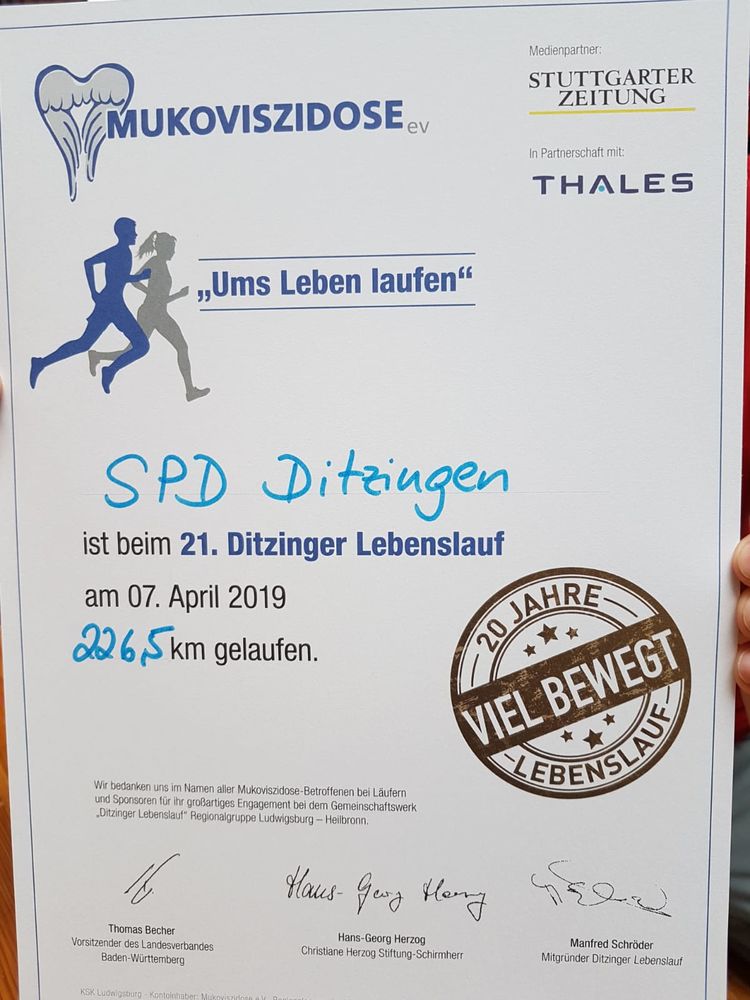 MUKOVISZIDOSE ev
Medienpartner:
STUTTGARTER
ZEITUNG
In Partnerschaft mit:
THALES
„Ums Leben laufen“
SPD Ditzingen
ist beim 21. Ditzinger Lebenslauf
am 07. April 2019
226,5 km gelaufen.
20 JAHRE
VIEL BEWEGT
LEBENSLAUF
Wir bedanken uns im Namen aller Mukoviszidose-Betroffenen bei Läufern
und Sponsoren für ihr großartiges Engagement bei dem Gemeinschaftswerk
„Ditzinger Lebenslauf“ Regionalgruppe Ludwigsburg – Heilbronn.
Hans-Georg Herzog
Thomas Becher
Vorsitzender des Landesverbandes
Baden-Württemberg
Hans-Georg Herzog
Christiane Herzog Stiftung-Schirmherr
Manfred Schröder
Mitgründer Ditzinger Lebenslauf
KSK Ludwigsburg - Kontoinhaber: Mukoviszidose e.V.